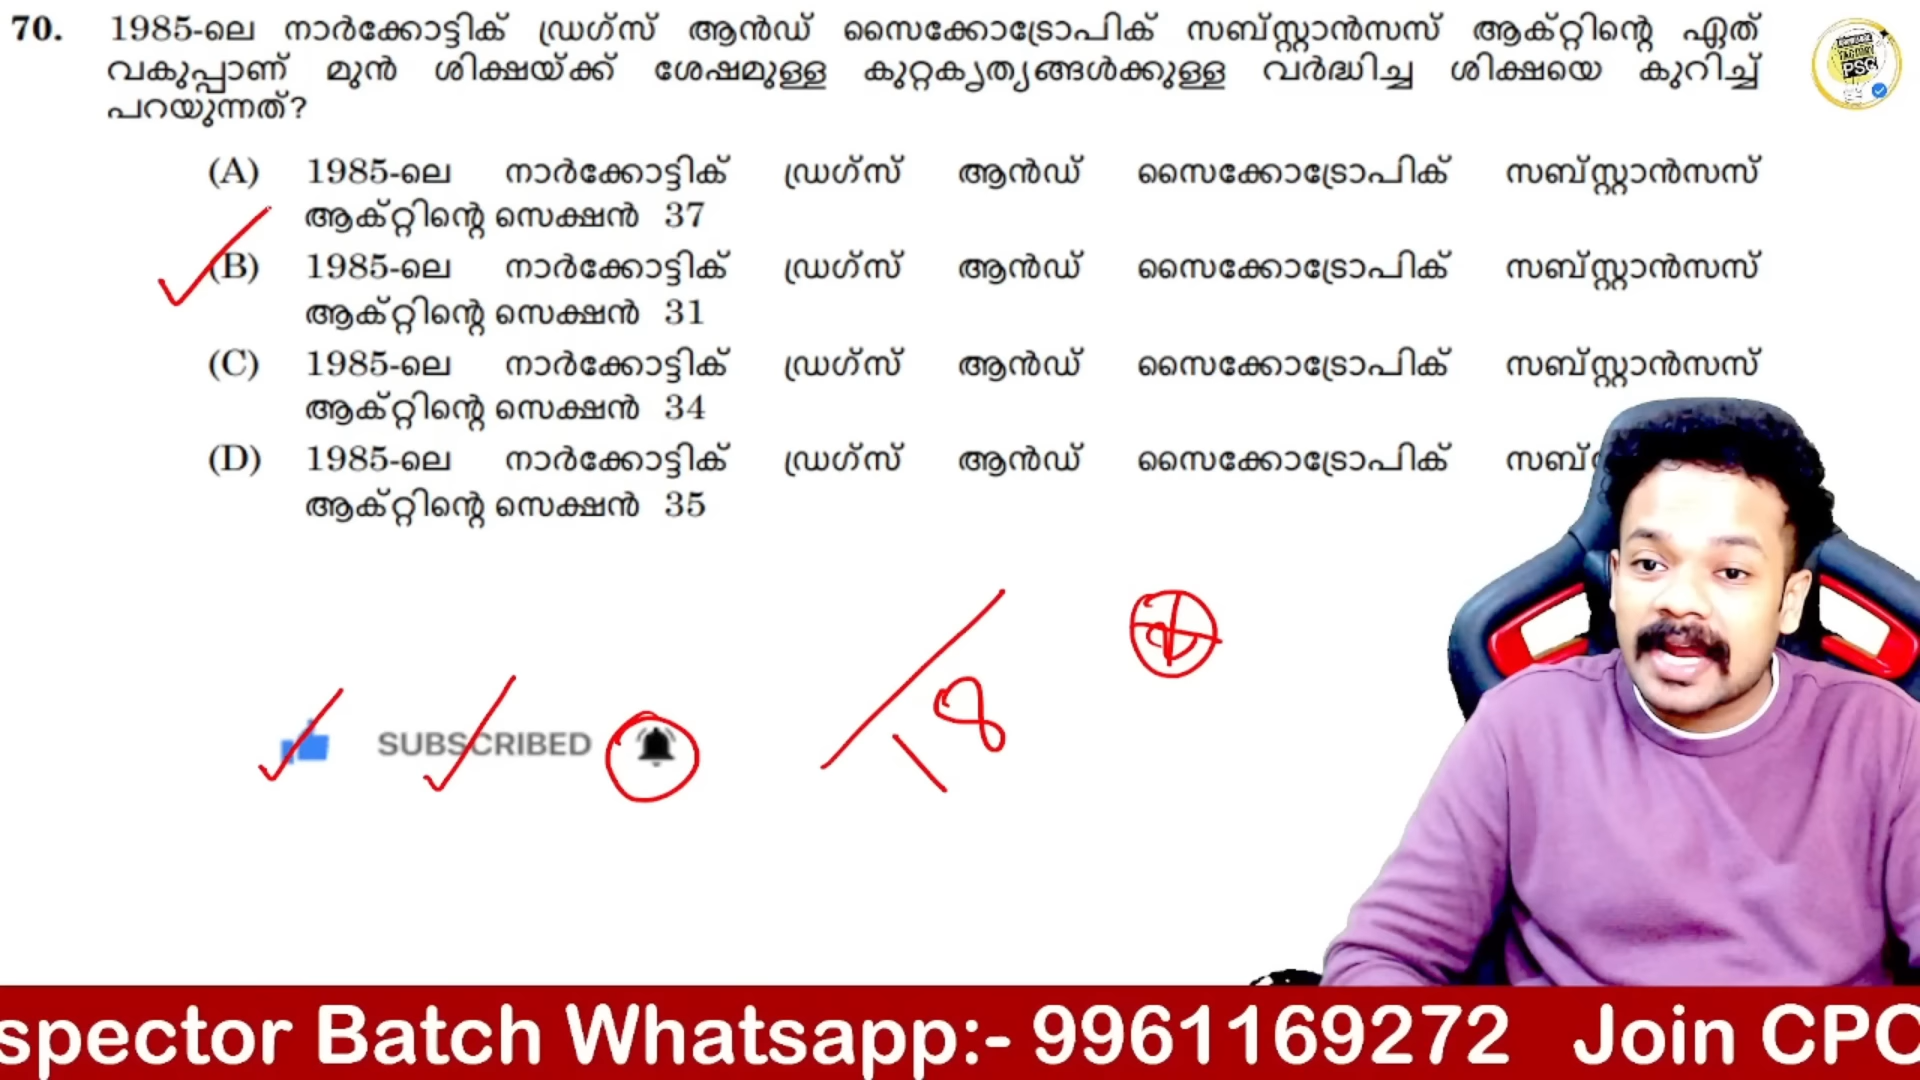 70. 1985-ലെ നാർക്കോട്ടിക് ഡ്രഗ്സ് ആൻഡ് സൈക്കോട്രോപിക് സബ്സ്റ്റാൻസസ് ആക്റ്റിന്റെ ഏത്
വകുപ്പാണ് മുൻ ശിക്ഷയ്ക്ക് ശേഷമുള്ള കുറ്റകൃത്യങ്ങൾക്കുള്ള വർദ്ധിച്ച ശിക്ഷയെ കുറിച്ച്
പറയുന്നത്?
(A) 1985-ലെ നാർക്കോട്ടിക് ഡ്രഗ്സ് ആൻഡ് സൈക്കോട്രോപിക് സബ്സ്റ്റാൻസസ്
ആക്റ്റിന്റെ സെക്ഷൻ 37
(B) 1985-ലെ നാർക്കോട്ടിക് ഡ്രഗ്സ് ആൻഡ് സൈക്കോട്രോപിക് സബ്സ്റ്റാൻസസ്
ആക്റ്റിന്റെ സെക്ഷൻ 31
(C) 1985-ലെ നാർക്കോട്ടിക് ഡ്രഗ്സ് ആൻഡ് സൈക്കോട്രോപിക് സബ്സ്റ്റാൻസസ്
ആക്റ്റിന്റെ സെക്ഷൻ 34
(D) 1985-ലെ നാർക്കോട്ടിക് ഡ്രഗ്സ് ആൻഡ് സൈക്കോട്രോപിക്
ആക്റ്റിന്റെ സെക്ഷൻ 35
SUBSCRIBED
18
PSC
spector Batch Whatsapp:- 9961169272 Join CPO